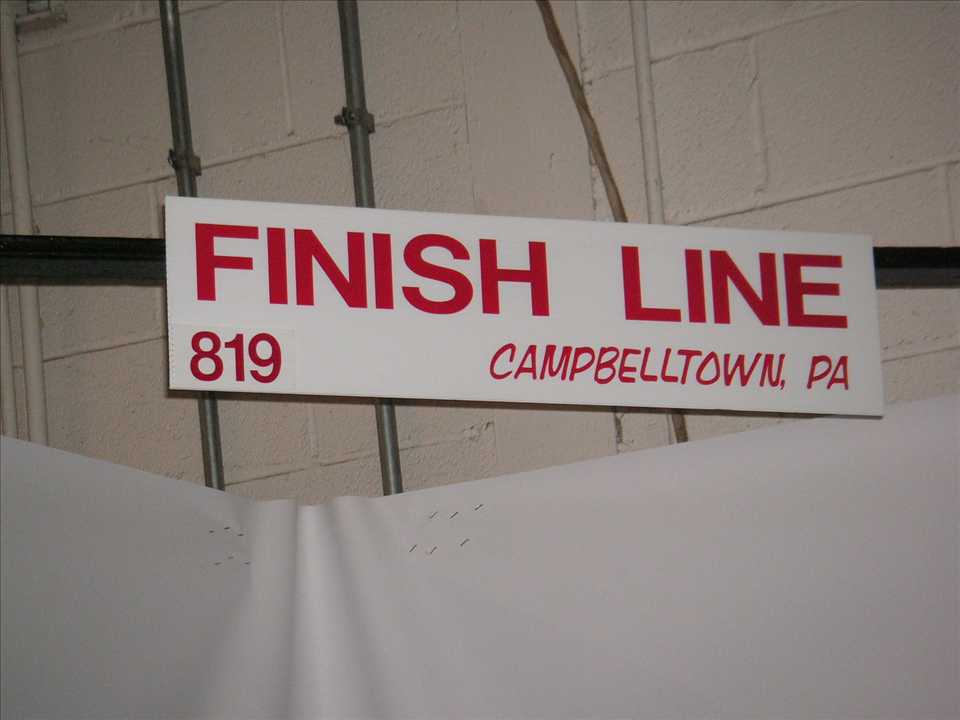 FINISH LINE
819
CAMPBELLTOWN, PA